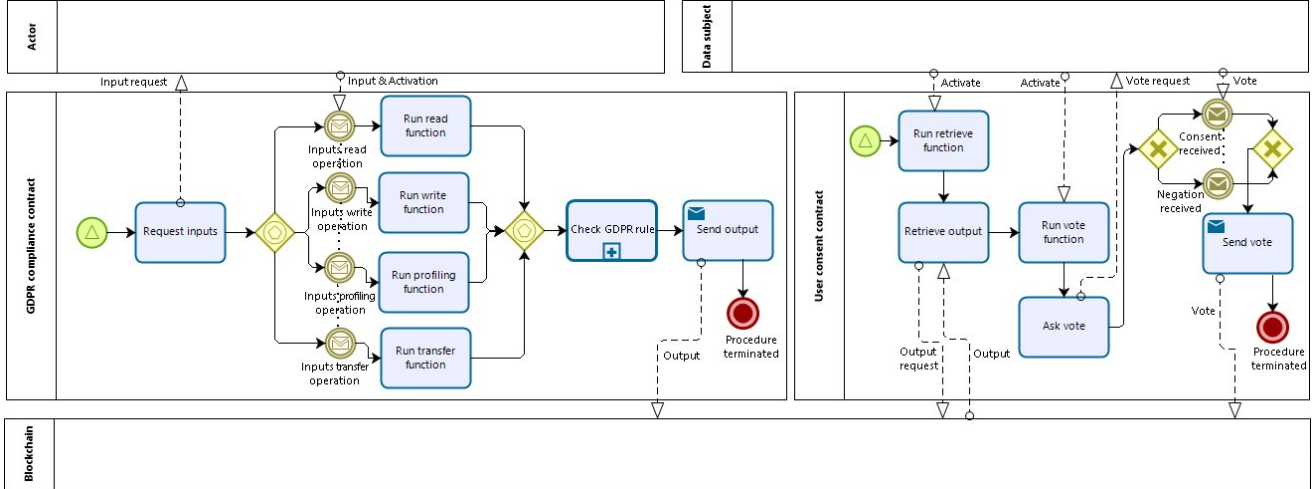 Actor
Data subject
Input request
Input & Activation
Activate
Activate
Vote request
Vote
GDPR compliance contract
Request inputs
Inputs read
operation
Run read
function
Inputs write
operation
Run write
function
Inputs profiling
operation
Run profiling
function
Inputs transfer
operation
Run transfer
function
Check GDPR rule
Send output
Output
Procedure
terminated
User consent contract
Run retrieve
function
Retrieve output
Output
request
Output
Run vote
function
Ask vote
Consent
received
Negation
received
Send vote
Vote
Procedure
terminated
Blockchain